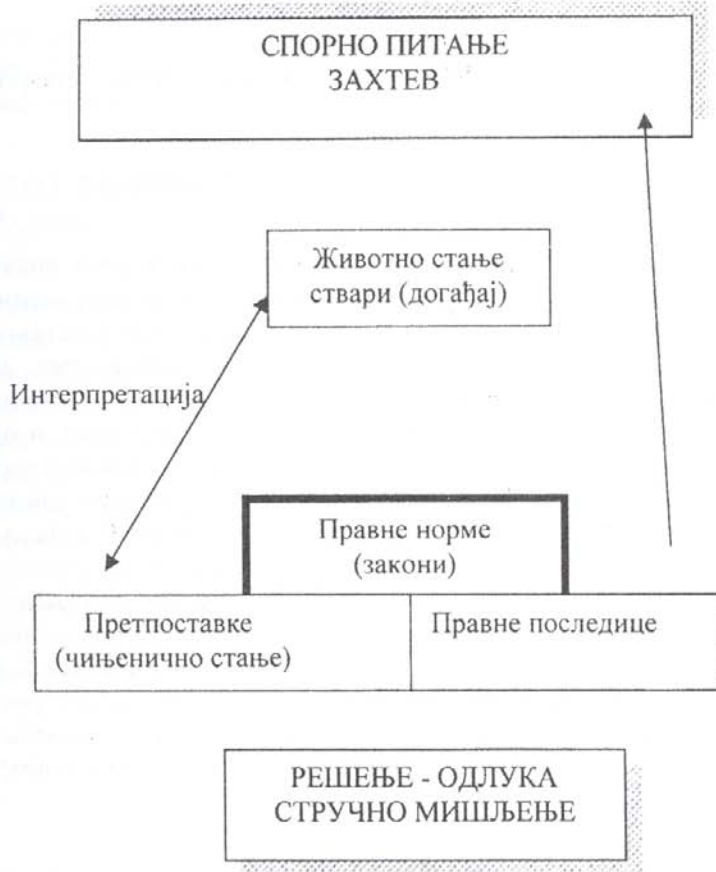 СПОРНО ПИТАЊЕ
ЗАХТЕВ
Животно стање
ствари (догађај)
Интерпретација
Правне норме
(закони)
Претпоставке
(чињенично стање)
Правне последице
РЕШЕЊЕ - ОДЛУКА
СТРУЧНО МИШЉЕЊЕ